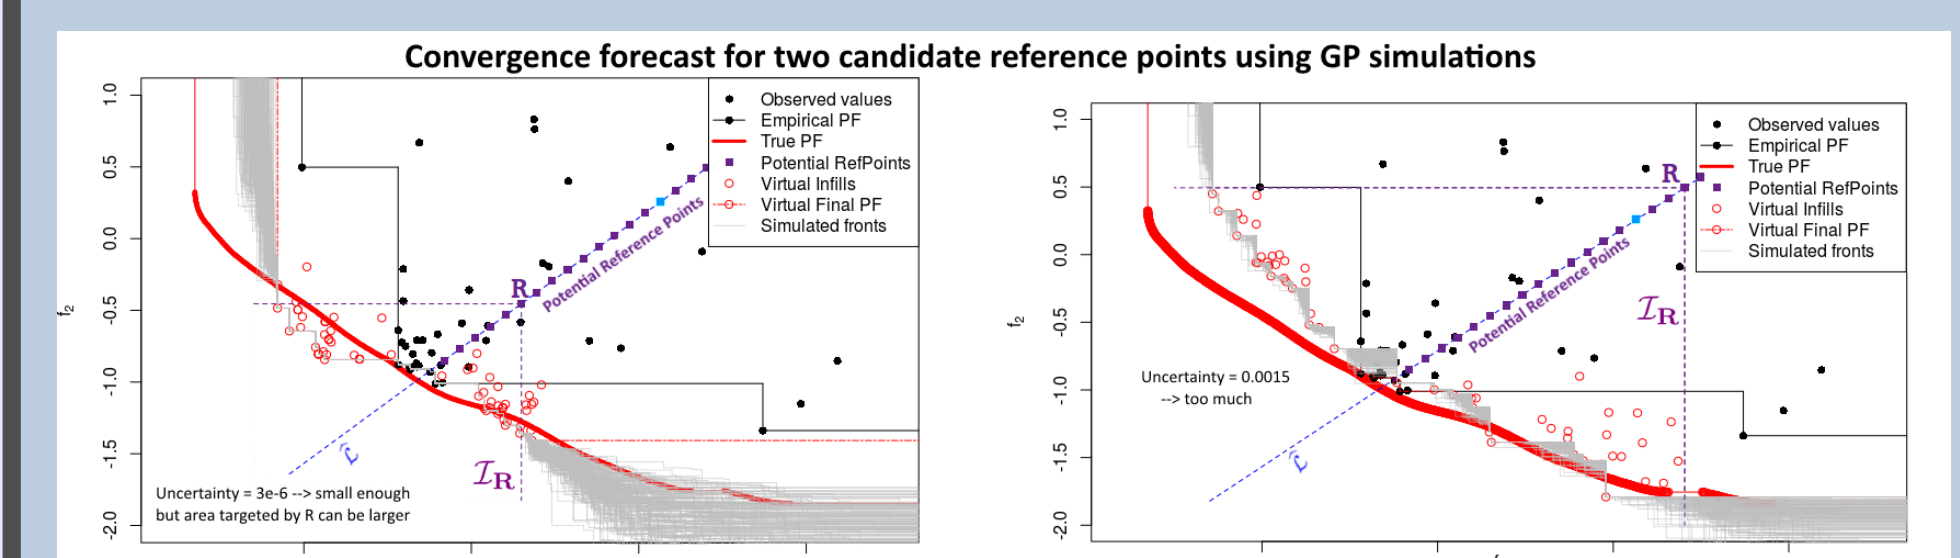 Convergence forecast for two candidate reference points using GP simulations
1.0
0.5
0.0
-0.5
-1.0
-1.5
-2.0
f₂
Observed values
Empirical PF
True PF
Potential RefPoints
Virtual Infills
Virtual Final PF
Simulated fronts
R
Potential Reference Points
ℐ_R
ℒ̂
Uncertainty = 3e-6 --> small enough
but area targeted by R can be larger
1.0
0.5
0.0
-0.5
-1.0
-1.5
-2.0
f₂
Observed values
Empirical PF
True PF
Potential RefPoints
Virtual Infills
Virtual Final PF
Simulated fronts
R
Potential Reference Points
ℐ_R
Uncertainty = 0.0015
--> too much
ℒ̂